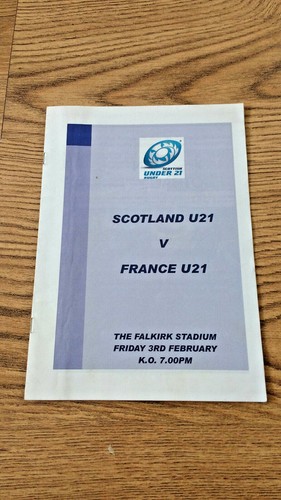 SCOTTISH
UNDER 21
RUGBY
SCOTLAND U21
V
FRANCE U21
THE FALKIRK STADIUM
FRIDAY 3RD FEBRUARY
K.O. 7.00PM